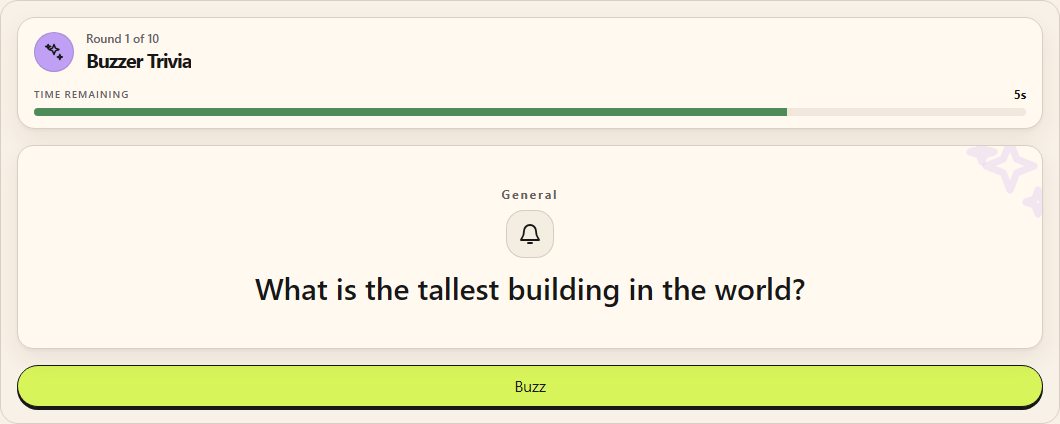 Round 1 of 10
Buzzer Trivia
TIME REMAINING
5s
General
What is the tallest building in the world?
Buzz